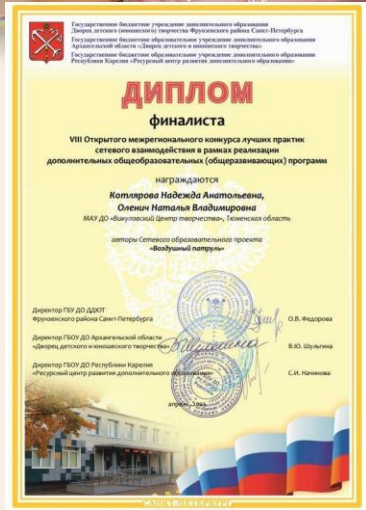 Государственное бюджетное учреждение дополнительного образования
Дворец детского (юношеского) творчества Фрунзенского района Санкт-Петербурга
Государственное бюджетное образовательное учреждение дополнительного образования
Архангельской области «Дворец детского и юношеского творчества»
Государственное бюджетное образовательное учреждение дополнительного образования
Республики Карелия «Ресурсный центр развития дополнительного образования»
ДИПЛОМ
финалиста
VIII Открытого межрегионального конкурса лучших практик
сетевого взаимодействия в рамках реализации
дополнительных общеобразовательных (общеразвивающих) программ
награждаются
Котлярова Надежда Анатольевна,
Оленич Наталья Владимировна
МАУ ДО «Викуловский Центр творчества», Тюменская область
авторы Сетевого образовательного проекта
«Воздушный патруль»
Директор ГБУ ДО ДДЮТ
Фрунзенского района Санкт-Петербурга
О.В. Федорова
Директор ГБОУ ДО Архангельской области
«Дворец детского и юношеского творчества»
В.Ю. Шульгина
Директор ГБОУ ДО Республики Карелия
«Ресурсный центр развития дополнительного образования»
С.И. Начинова
апрель, 2023
САНКТ-ПЕТЕРБУРГ